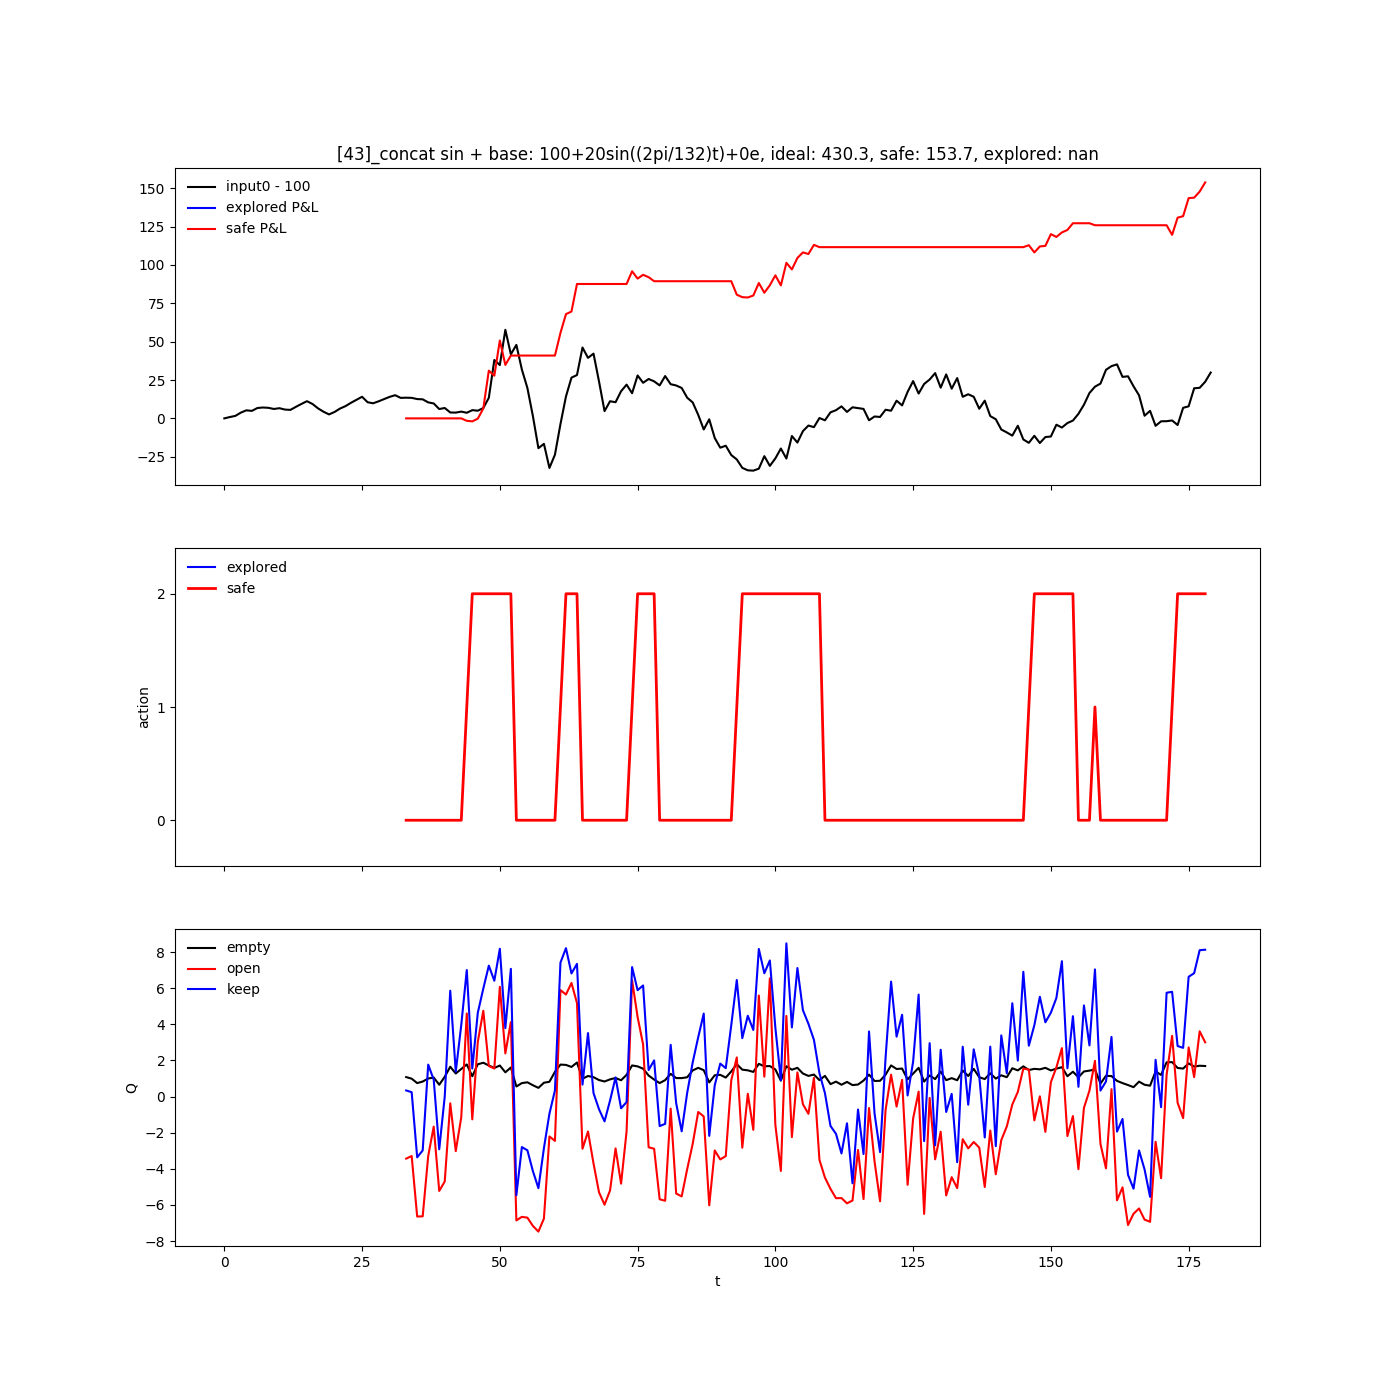 [43]_concat sin + base: 100+20sin((2pi/132)t)+0e, ideal: 430.3, safe: 153.7, explored: nan
input0 - 100
explored P&L
safe P&L
150
125
100
75
50
25
0
−25
explored
safe
action
2
1
0
empty
open
keep
Q
8
6
4
2
0
−2
−4
−6
−8
0 25 50 75 100 125 150 175
t